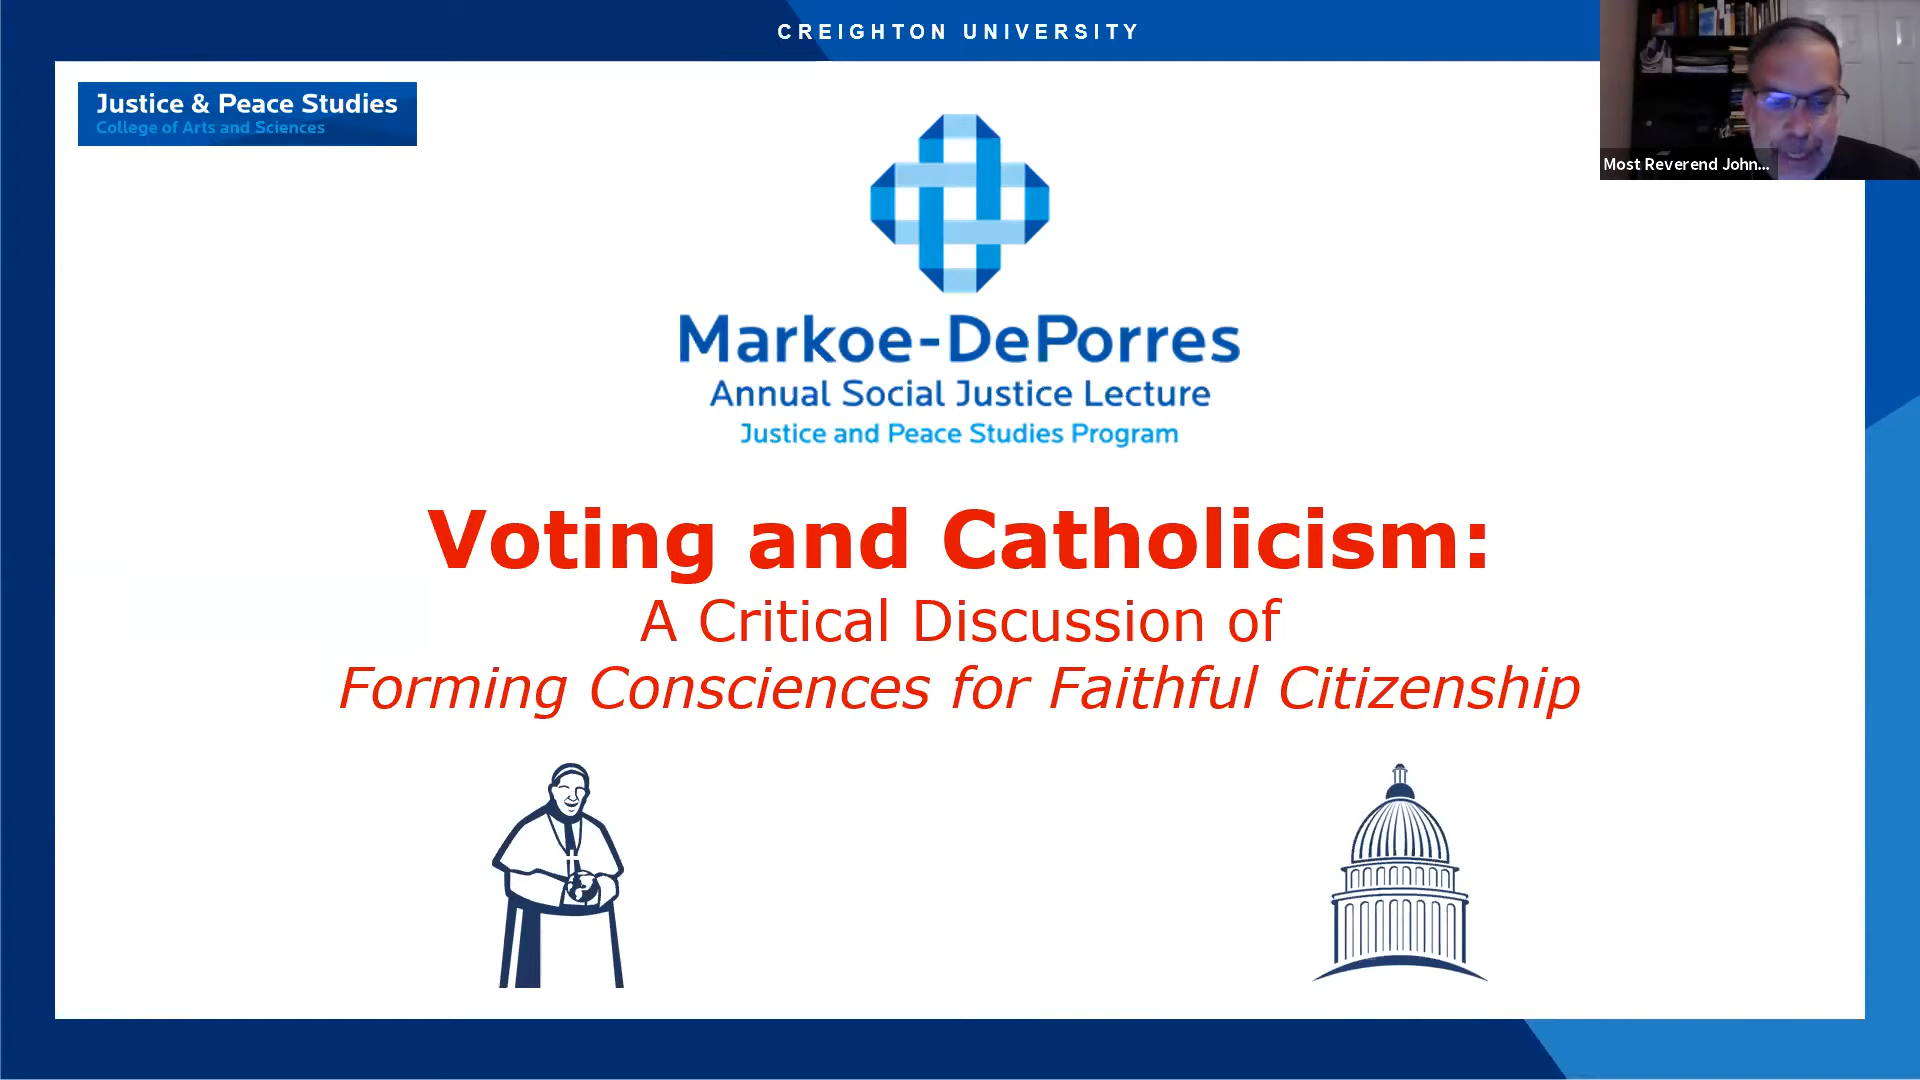 CREIGHTON UNIVERSITY
Justice & Peace Studies
College of Arts and Sciences
Most Reverend John...
Markoe-DePorres
Annual Social Justice Lecture
Justice and Peace Studies Program
Voting and Catholicism:
A Critical Discussion of
Forming Consciences for Faithful Citizenship